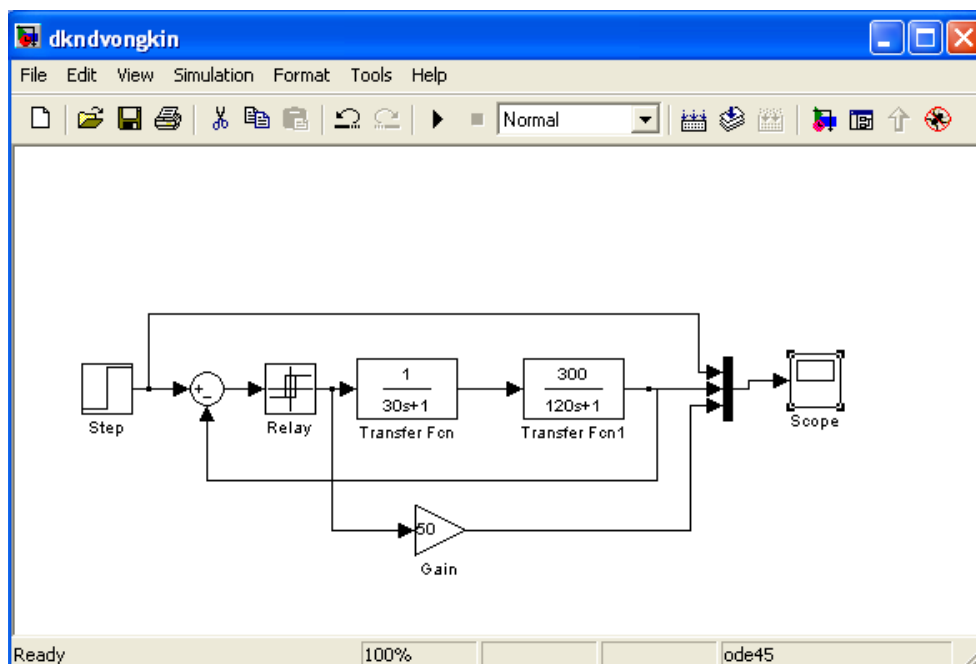 dkndvongkin
File Edit View Simulation Format Tools Help
Normal
Step
+
-
Relay
1
30s+1
Transfer Fcn
300
120s+1
Transfer Fcn1
Scope
50
Gain
Ready 100% ode45